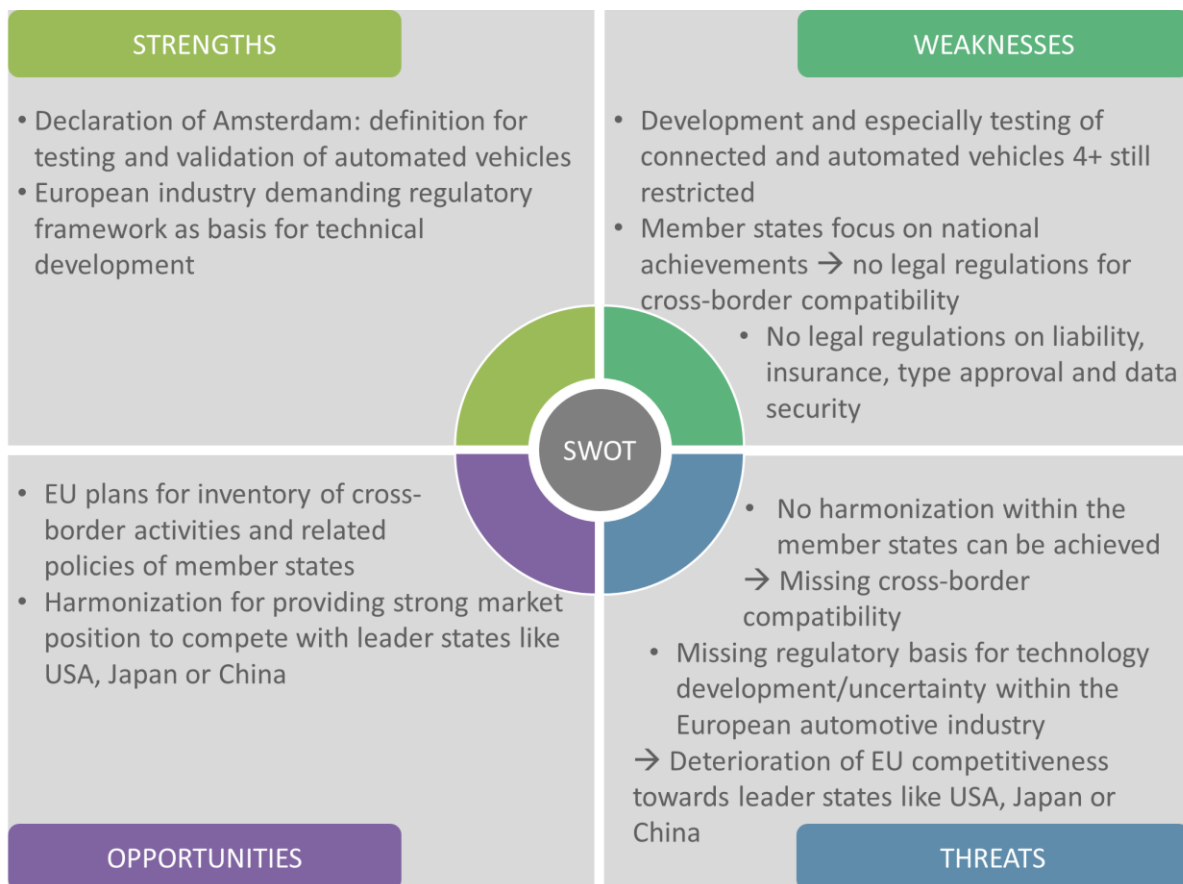 STRENGTHS
• Declaration of Amsterdam: definition for
testing and validation of automated vehicles
• European industry demanding regulatory
framework as basis for technical
development
WEAKNESSES
• Development and especially testing of
connected and automated vehicles 4+ still
restricted
• Member states focus on national
achievements → no legal regulations for
cross-border compatibility
• No legal regulations on liability,
insurance, type approval and data
security
SWOT
• EU plans for inventory of cross-
border activities and related
policies of member states
• Harmonization for providing strong market
position to compete with leader states like
USA, Japan or China
OPPORTUNITIES
• No harmonization within the
member states can be achieved
→ Missing cross-border
compatibility
• Missing regulatory basis for technology
development/uncertainty within the
European automotive industry
→ Deterioration of EU competitiveness
towards leader states like USA, Japan or
China
THREATS